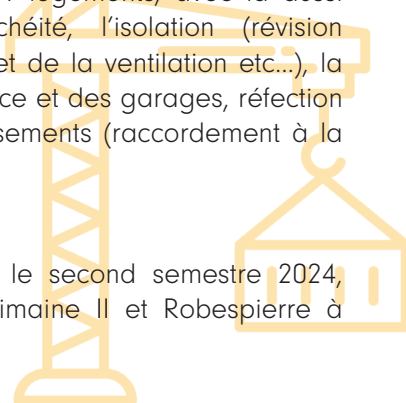 l'isolation (révision
et de la ventilation etc...), la
ce et des garages, réfection
sements (raccordement à la
le second semestre 2024,
imaine II et Robespierre à